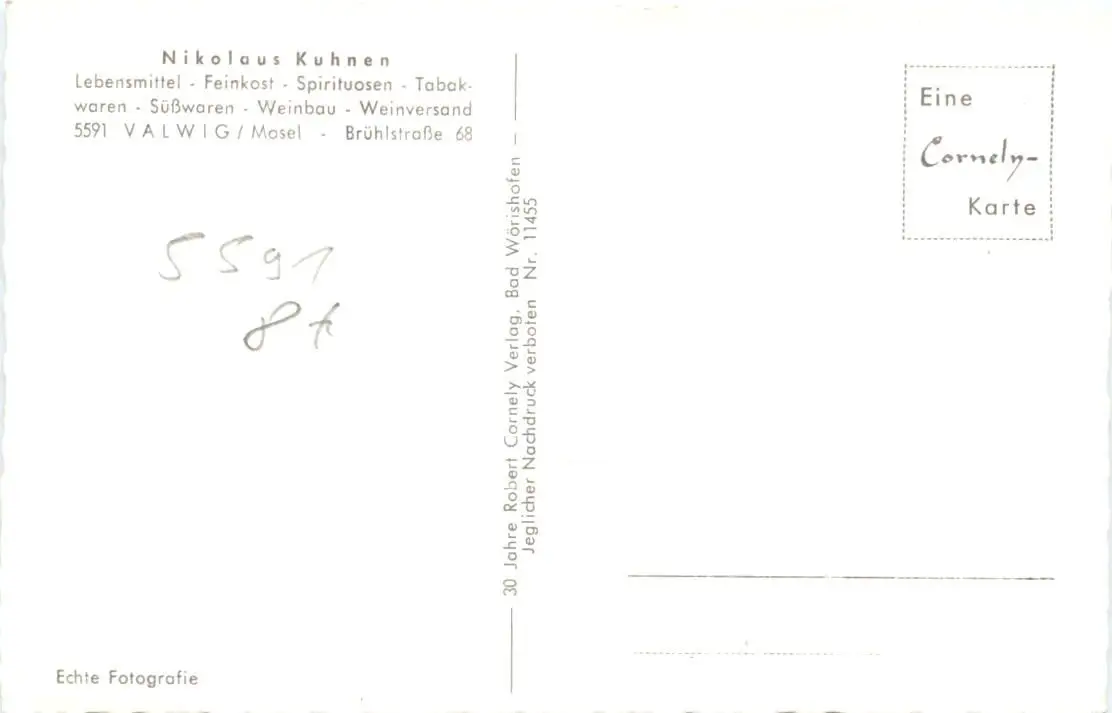 Nikolaus Kuhnen
Lebensmittel - Feinkost - Spirituosen - Tabak-
waren - Süßwaren - Weinbau - Weinversand
5591 VALWIG/Mosel - Brühlstraße 68
5591
Echte Fotografie
30 Jahre Robert Cornely Verlag, Bad Wörishofen
Jeglicher Nachdruck verboten Nr. 11455
Eine
Cornely-
Karte